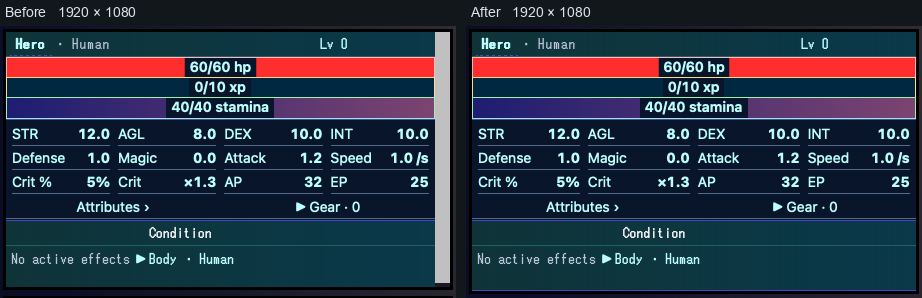 Before 1920 × 1080
Hero · Human Lv 0
60/60 hp
0/10 xp
40/40 stamina
STR 12.0 AGL 8.0 DEX 10.0 INT 10.0
Defense 1.0 Magic 0.0 Attack 1.2 Speed 1.0 /s
Crit % 5% Crit ×1.3 AP 32 EP 25
Attributes › ▶ Gear · 0
Condition
No active effects ▶ Body · Human
After 1920 × 1080
Hero · Human Lv 0
60/60 hp
0/10 xp
40/40 stamina
STR 12.0 AGL 8.0 DEX 10.0 INT 10.0
Defense 1.0 Magic 0.0 Attack 1.2 Speed 1.0 /s
Crit % 5% Crit ×1.3 AP 32 EP 25
Attributes › ▶ Gear · 0
Condition
No active effects ▶ Body · Human